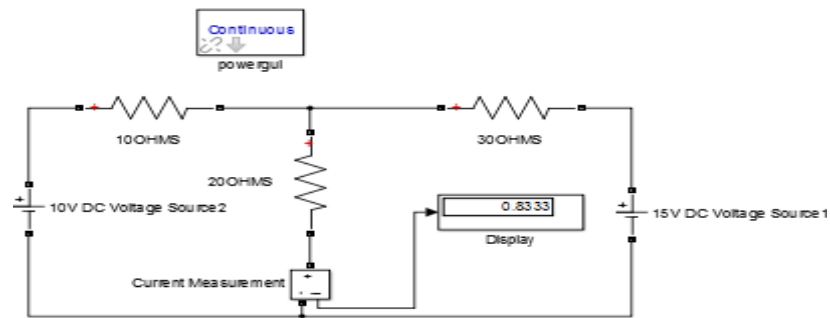 Continuous
powergui
10OHMS
30OHMS
20OHMS
10V DC Voltage Source2
0.8333
15V DC Voltage Source1
Display
Current Measurement